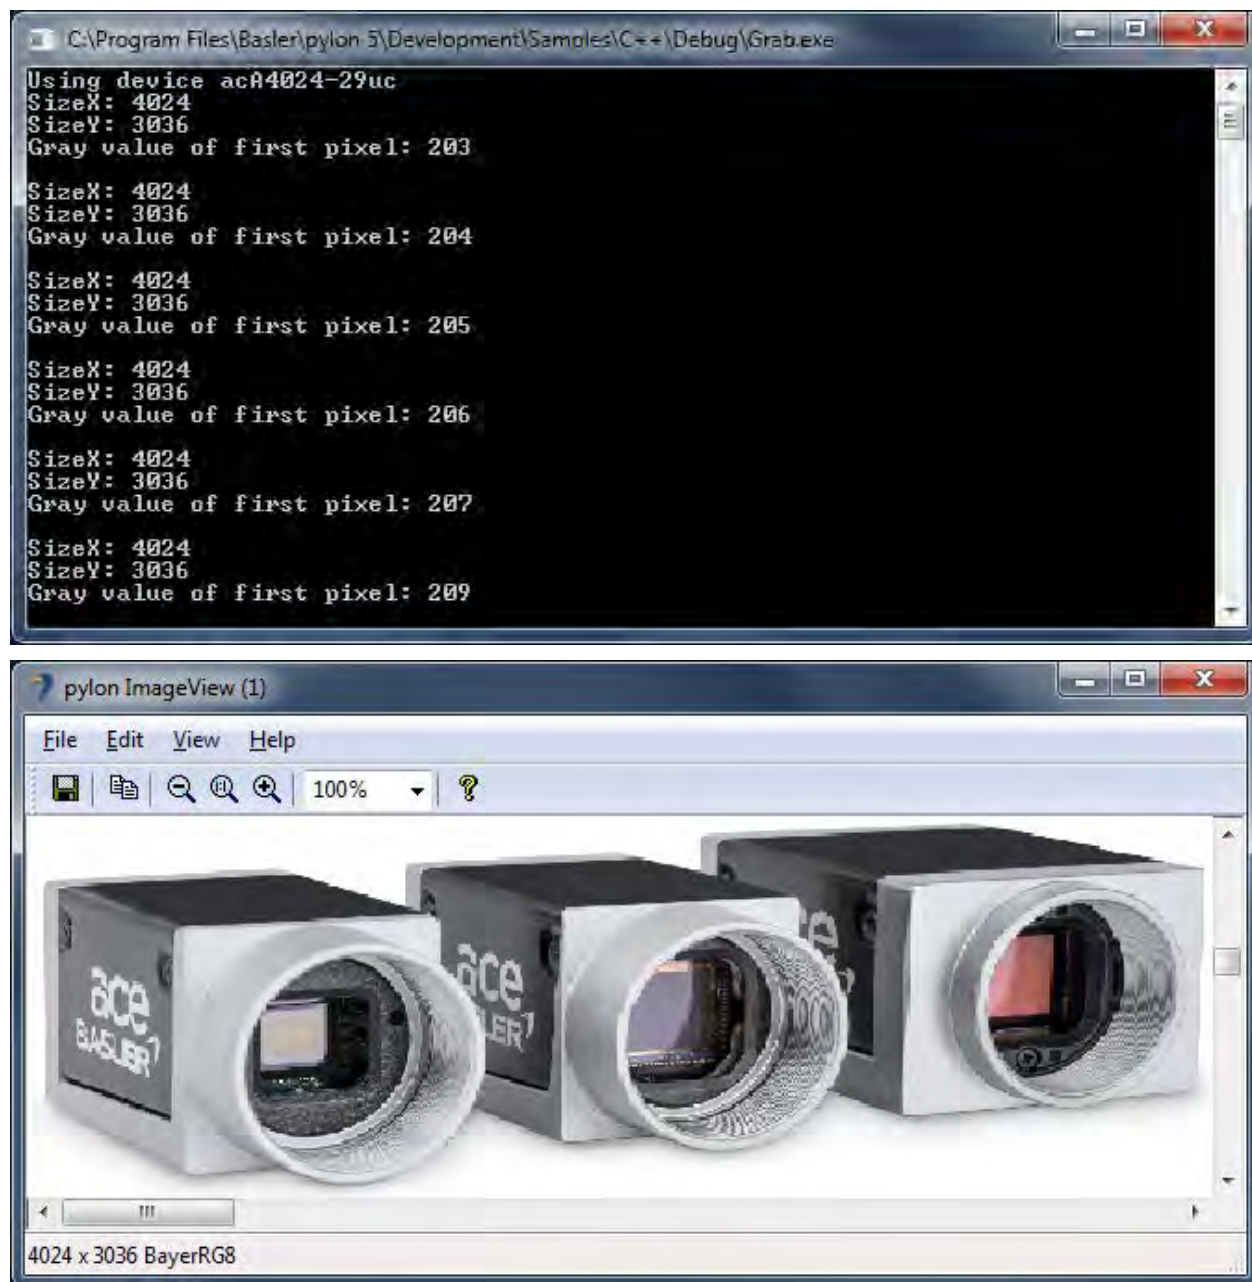 C:\Program Files\Basler\pylon 5\Development\Samples\C++\Debug\Grab.exe
Using device acA4024-29uc
SizeX: 4024
SizeY: 3036
Gray value of first pixel: 203
SizeX: 4024
SizeY: 3036
Gray value of first pixel: 204
SizeX: 4024
SizeY: 3036
Gray value of first pixel: 205
SizeX: 4024
SizeY: 3036
Gray value of first pixel: 206
SizeX: 4024
SizeY: 3036
Gray value of first pixel: 207
SizeX: 4024
SizeY: 3036
Gray value of first pixel: 209
pylon ImageView (1)
File Edit View Help
100%
ace
BASLER
ace
LER
ce
4024 x 3036 BayerRG8